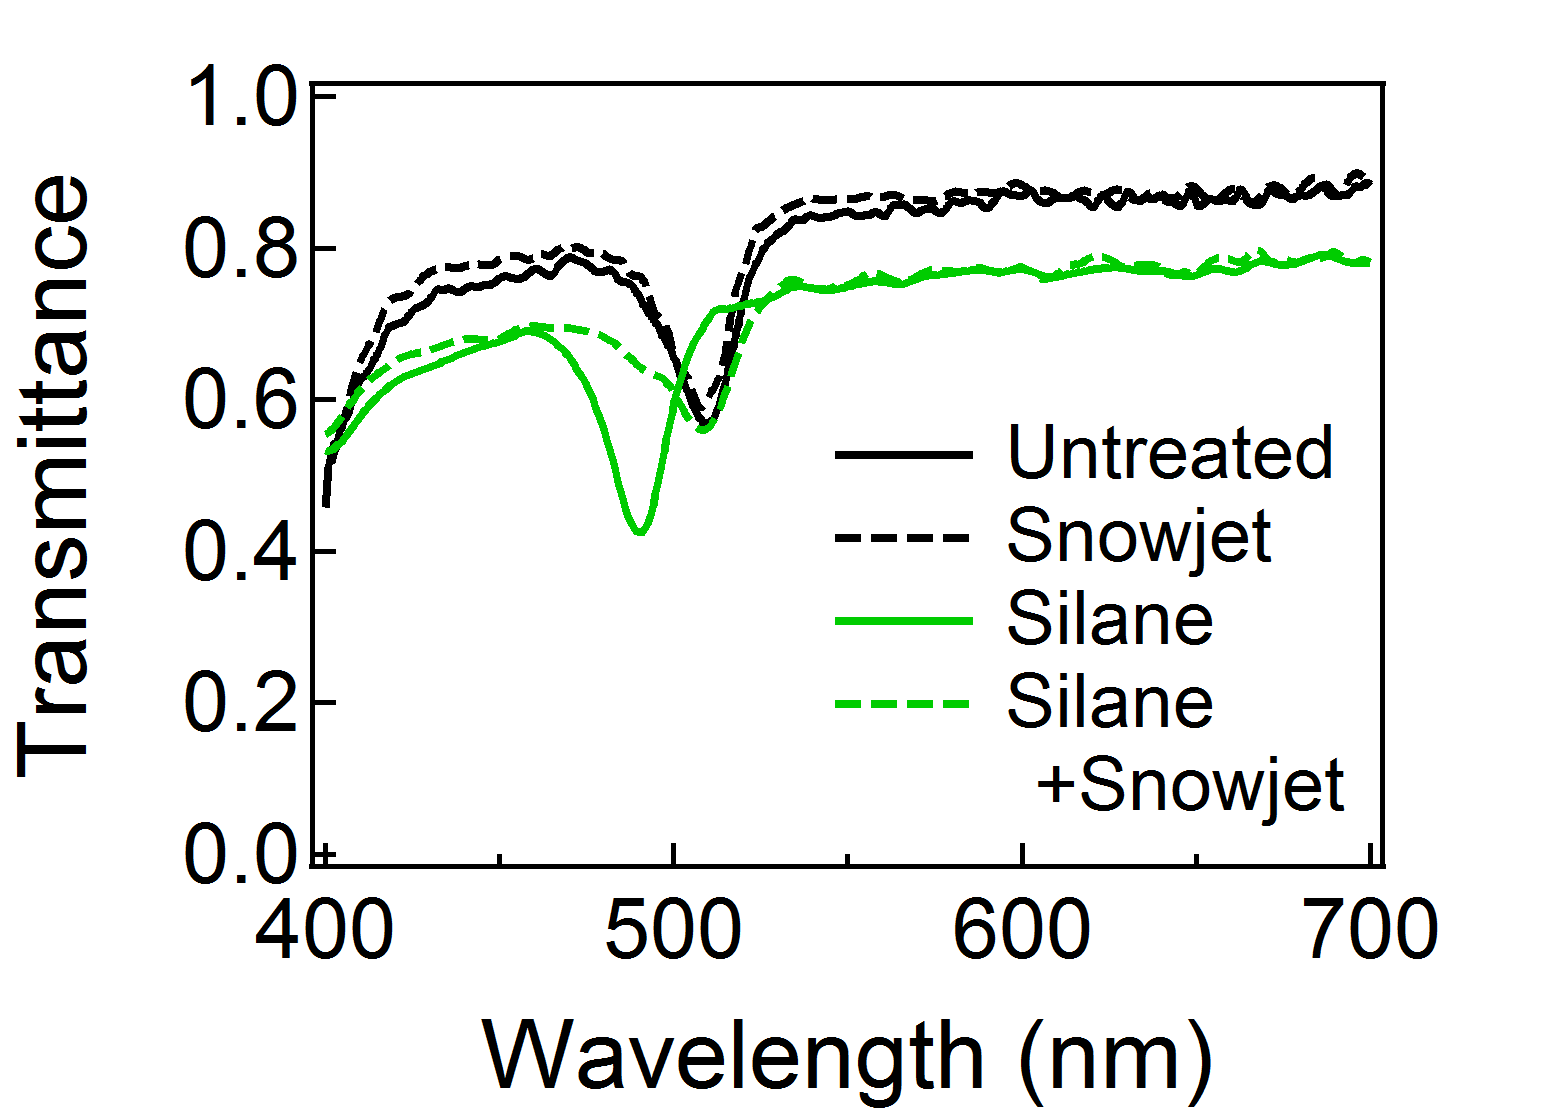 1.0
0.8
0.6
0.4
0.2
0.0
Transmittance
Untreated
Snowjet
Silane
Silane
+Snowjet
400 500 600 700
Wavelength (nm)